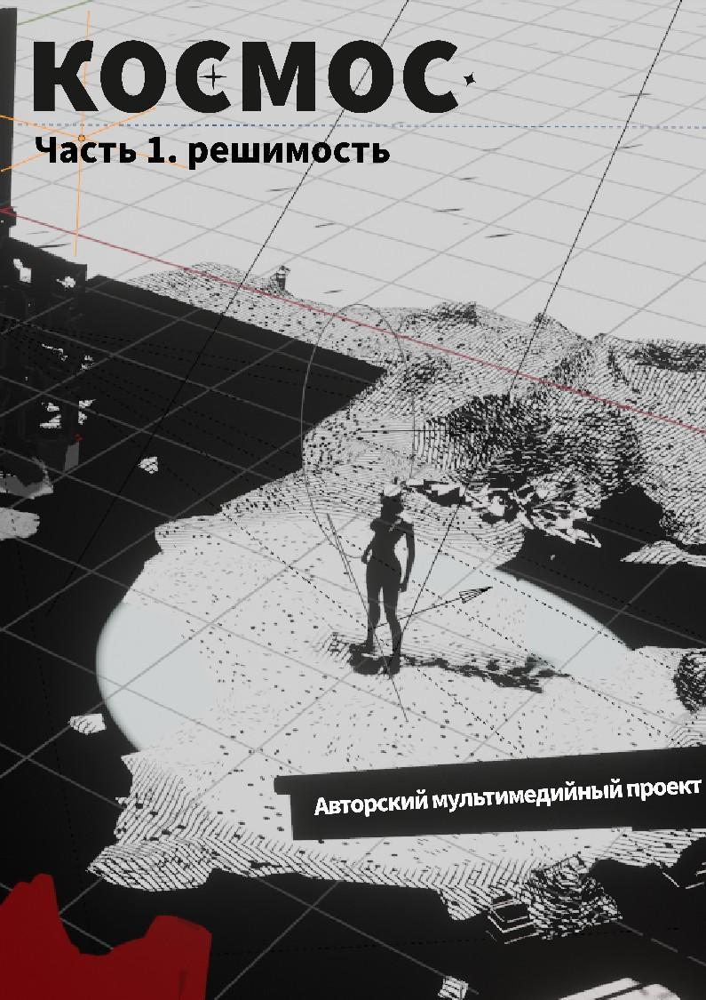 КОСМОС
Часть 1. решимость
Авторский мультимедийный проект